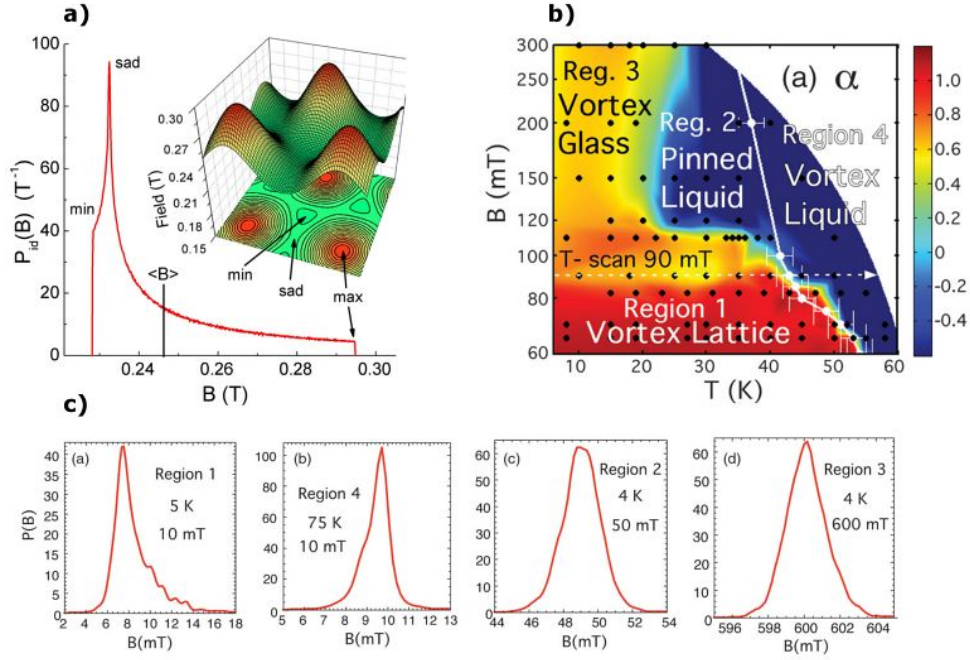 a)
P_id(B) (T⁻¹)
100
80
60
40
20
0
min
sad
<B>
0.24
0.26
0.28
0.30
B (T)
Field (T)
0.30
0.27
0.24
0.21
0.18
0.15
min
sad
max
b)
B (mT)
300
250
200
150
120
100
80
60
Reg. 3
Vortex
Glass
(a) α
Reg. 2
Pinned
Liquid
Region 4
Vortex
Liquid
T- scan 90 mT
Region 1
Vortex Lattice
10
20
30
40
50
60
T (K)
1
0.8
0.6
0.4
0.2
0
-0.2
-0.4
c)
P(B)
40
35
30
25
20
15
10
5
0
(a)
Region 1
5 K
10 mT
2
4
6
8
10
12
14
16
18
B(mT)
100
80
60
40
20
0
(b)
Region 4
75 K
10 mT
5
6
7
8
9
10
11
12
13
B(mT)
60
50
40
30
20
10
0
(c)
Region 2
4 K
50 mT
44
46
48
50
52
54
B(mT)
60
50
40
30
20
10
0
(d)
Region 3
4 K
600 mT
596
598
600
602
604
B(mT)